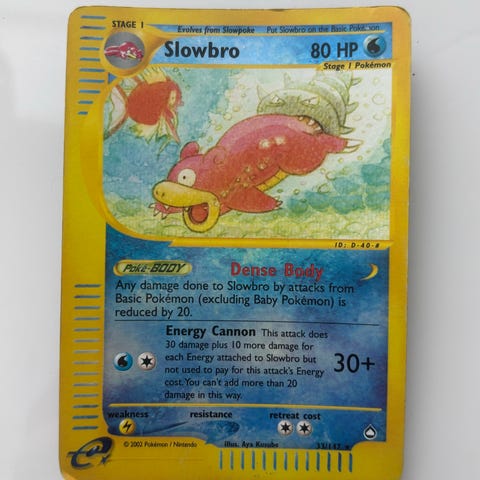 STAGE 1
Evolves from Slowpoke
Put Slowbro on the Basic Pokémon
Slowbro
80 HP
Stage 1 Pokémon
ID: D-40-#
Poké-BODY
Dense Body
Any damage done to Slowbro by attacks from
Basic Pokémon (excluding Baby Pokémon) is
reduced by 20.
Energy Cannon This attack does
30 damage plus 10 more damage for
each Energy attached to Slowbro but
not used to pay for this attack's Energy
cost. You can't add more than 20
damage in this way.
30+
weakness
resistance
retreat cost
© 2002 Pokémon / Nintendo
Illus. Aya Kusube
33/147
e